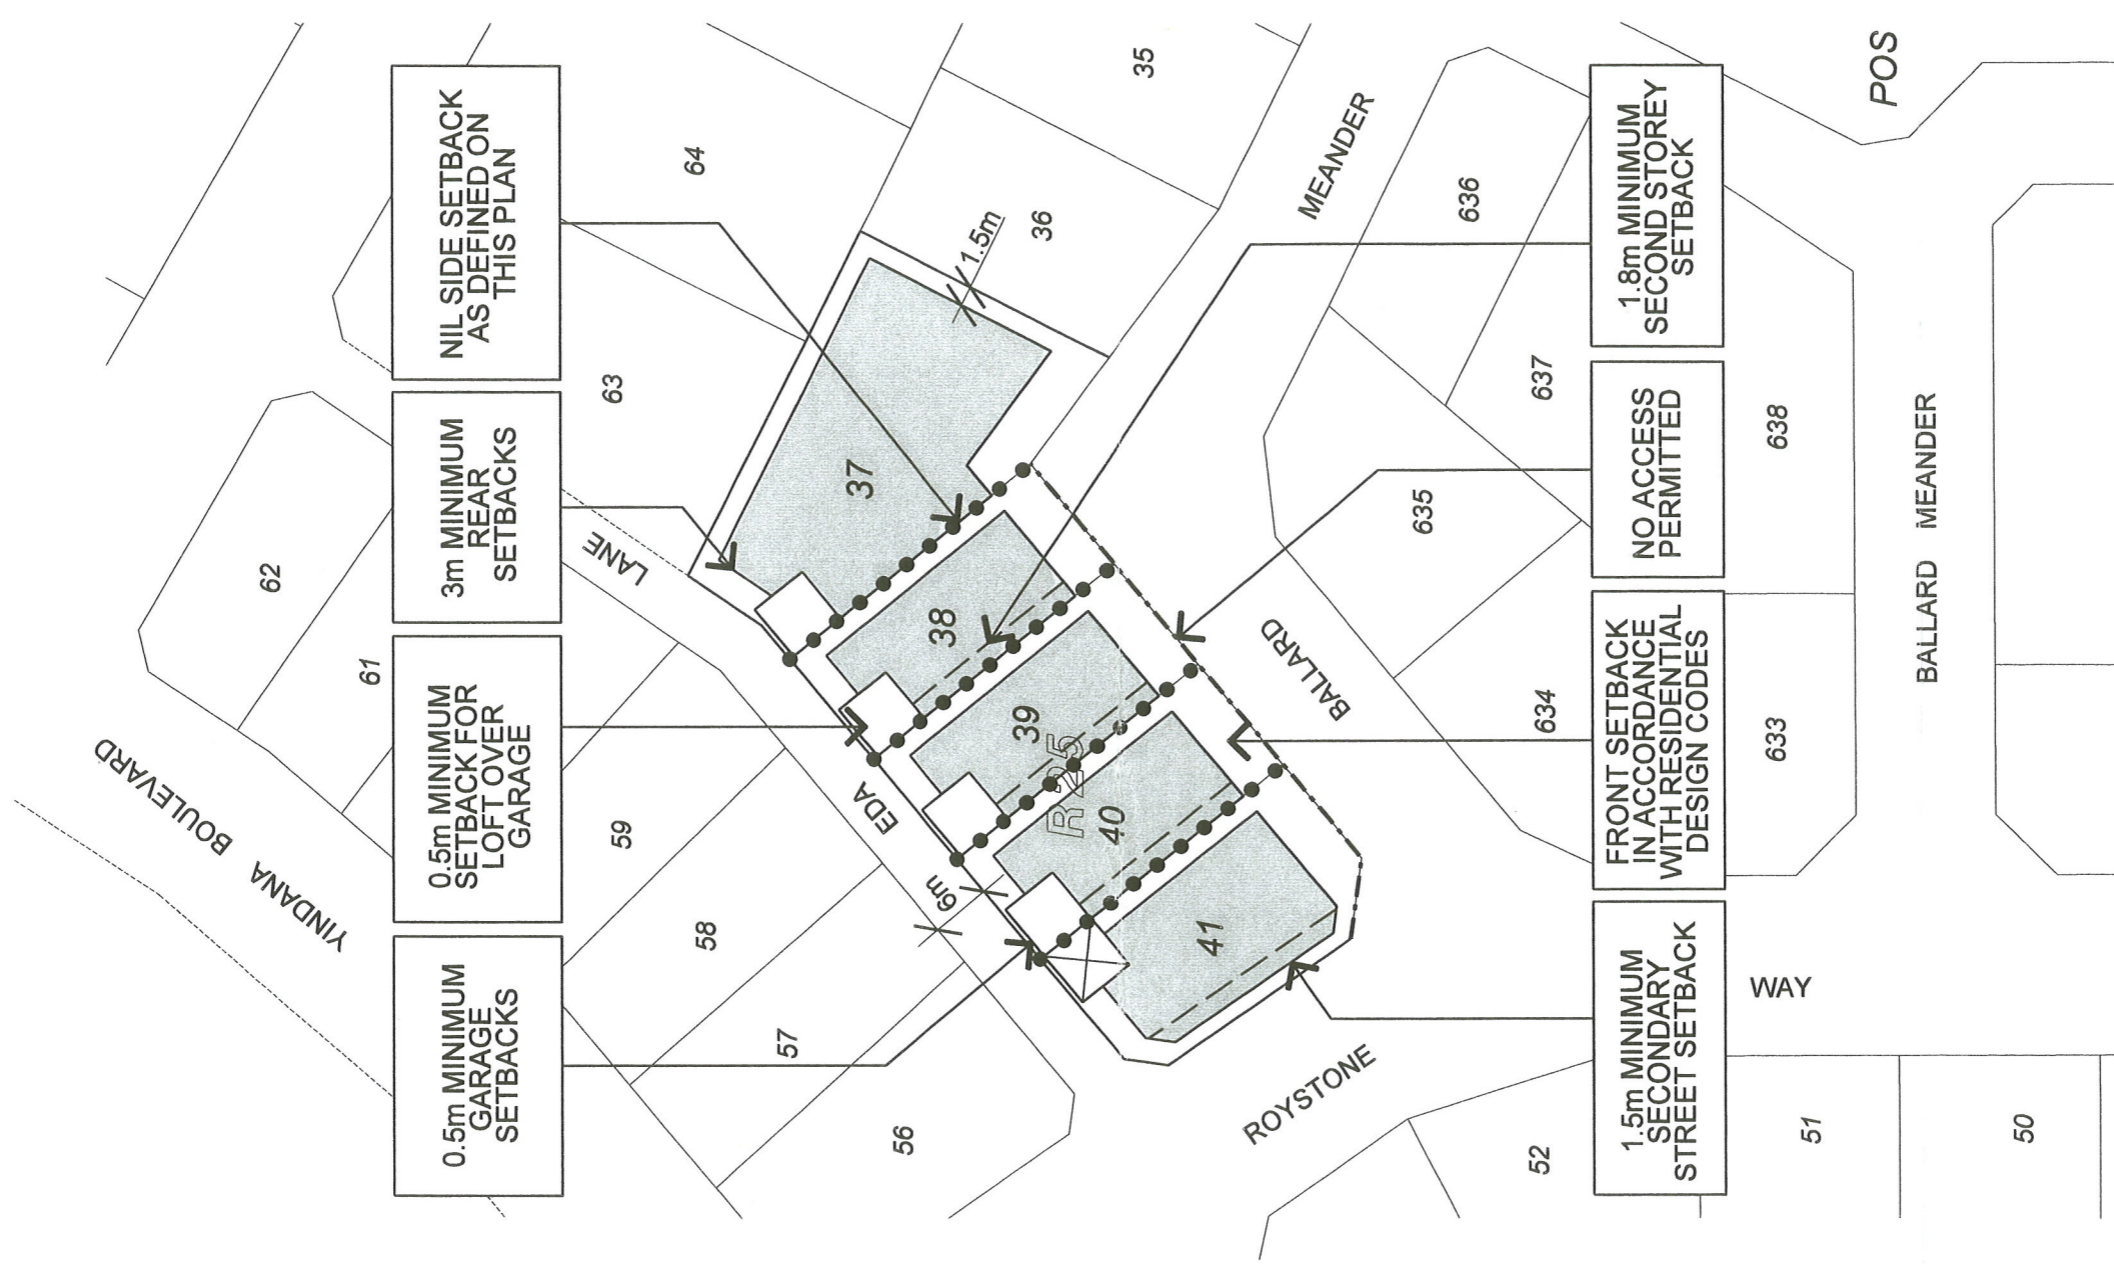 NIL SIDE SETBACK
AS DEFINED ON
THIS PLAN
3m MINIMUM
REAR
SETBACKS
0.5m MINIMUM
SETBACK FOR
LOFT OVER
GARAGE
0.5m MINIMUM
GARAGE
SETBACKS
1.8m MINIMUM
SECOND STOREY
SETBACK
NO ACCESS
PERMITTED
FRONT SETBACK
IN ACCORDANCE
WITH RESIDENTIAL
DESIGN CODES
1.5m MINIMUM
SECONDARY
STREET SETBACK
YINDANA BOULEVARD
EDA LANE
BALLARD MEANDER
BALLARD MEANDER
ROYSTONE WAY
POS
R25
1.5m
6m
35
36
37
38
39
40
41
50
51
52
56
57
58
59
61
62
63
64
633
634
635
636
637
638